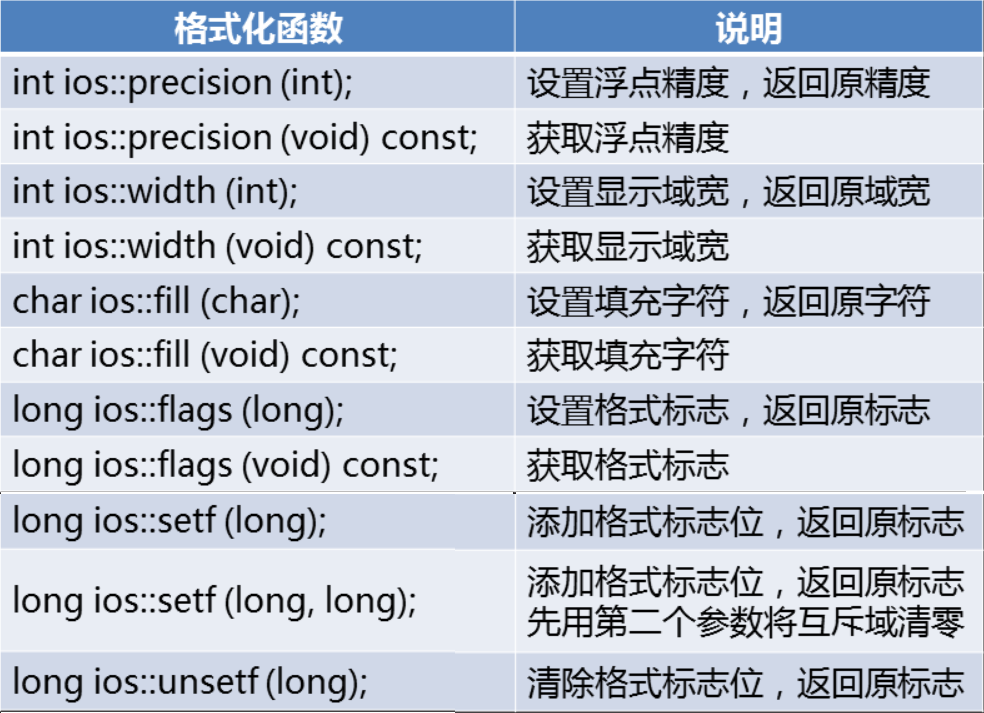 格式化函数 说明
int ios::precision (int); 设置浮点精度，返回原精度
int ios::precision (void) const; 获取浮点精度
int ios::width (int); 设置显示域宽，返回原域宽
int ios::width (void) const; 获取显示域宽
char ios::fill (char); 设置填充字符，返回原字符
char ios::fill (void) const; 获取填充字符
long ios::flags (long); 设置格式标志，返回原标志
long ios::flags (void) const; 获取格式标志
long ios::setf (long); 添加格式标志位，返回原标志
long ios::setf (long, long); 添加格式标志位，返回原标志
先用第二个参数将互斥域清零
long ios::unsetf (long); 清除格式标志位，返回原标志